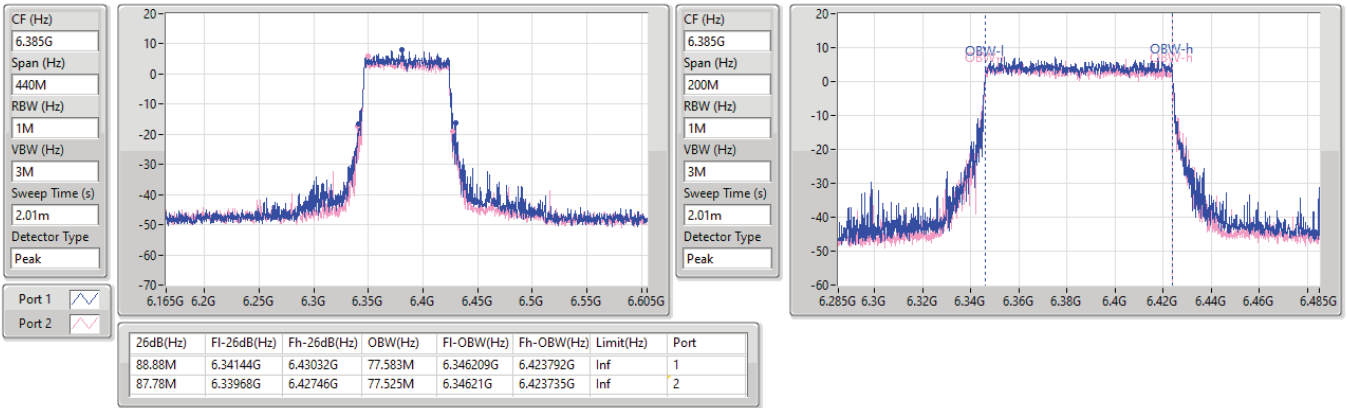 CF (Hz)
6.385G
Span (Hz)
440M
RBW (Hz)
1M
VBW (Hz)
3M
Sweep Time (s)
2.01m
Detector Type
Peak
Port 1
Port 2
20
10
0
-10
-20
-30
-40
-50
-60
-70
6.165G 6.2G 6.25G 6.3G 6.35G 6.4G 6.45G 6.5G 6.55G 6.605G
CF (Hz)
6.385G
Span (Hz)
200M
RBW (Hz)
1M
VBW (Hz)
3M
Sweep Time (s)
2.01m
Detector Type
Peak
20
10
0
-10
-20
-30
-40
-50
-60
OBW-l OBW-h
OBW-h
6.285G 6.3G 6.32G 6.34G 6.36G 6.38G 6.4G 6.42G 6.44G 6.46G 6.485G
26dB(Hz) Fl-26dB(Hz) Fh-26dB(Hz) OBW(Hz) Fl-OBW(Hz) Fh-OBW(Hz) Limit(Hz) Port
88.88M 6.34144G 6.43032G 77.583M 6.346209G 6.423792G Inf 1
87.78M 6.33968G 6.42746G 77.525M 6.34621G 6.423735G Inf 2